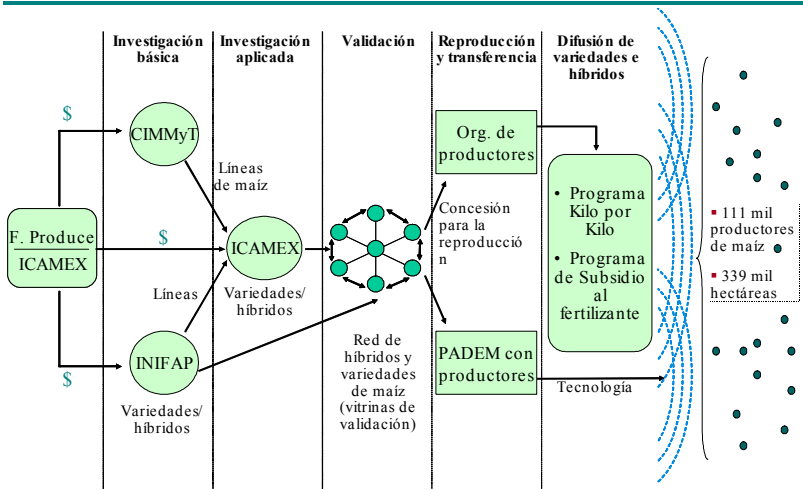 Investigación
básica
Investigación
aplicada
Validación
Reproducción
y transferencia
Difusión de
variedades e
híbridos
$
CIMMyT
Líneas
de maíz
F. Produce
ICAMEX
$
ICAMEX
Variedades/
híbridos
Líneas
$
INIFAP
Variedades/
híbridos
Red de
híbridos y
variedades
de maíz
(vitrinas de
validación)
Org. de
productores
Concesión
para la
reproducció
n
PADEM con
productores
• Programa
Kilo por
Kilo
• Programa
de Subsidio
al
fertilizante
Tecnología
▪ 111 mil
productores
de maíz
▪ 339 mil
hectáreas